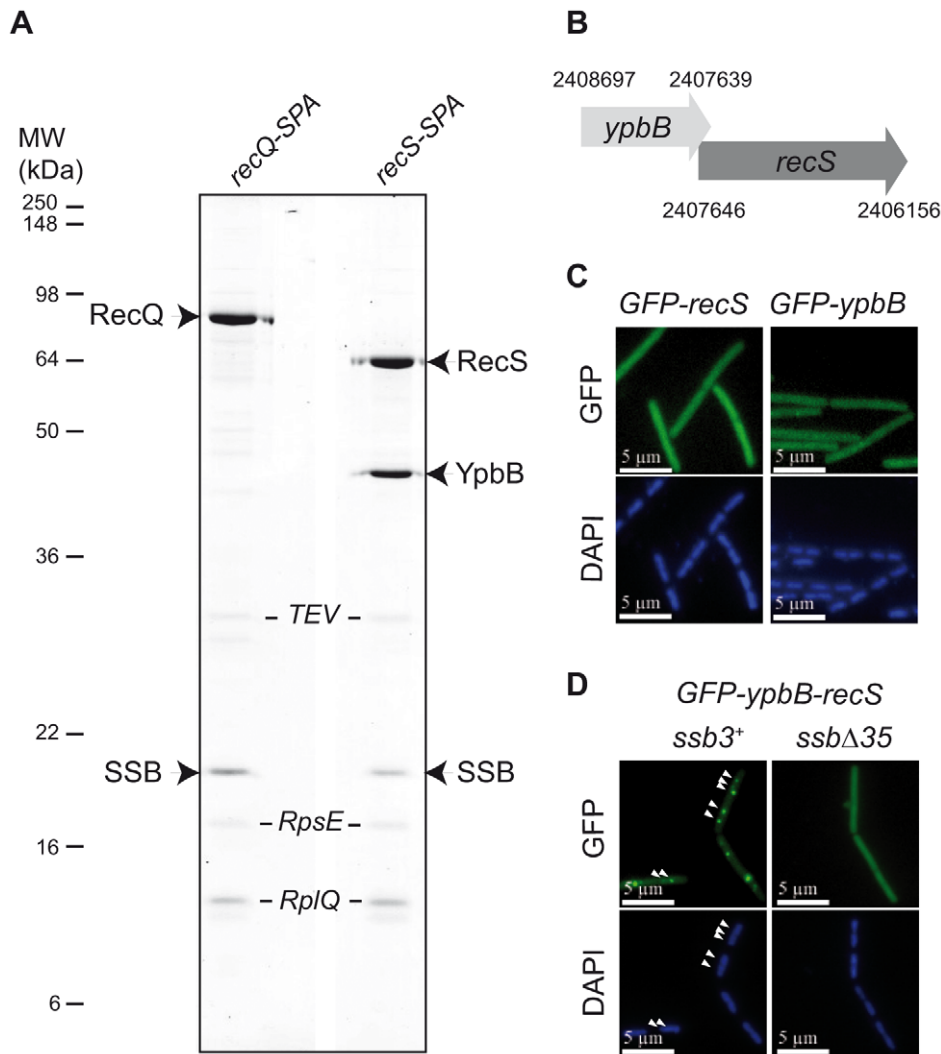 A
MW
(kDa)
recQ-SPA
recS-SPA
250
148
98
64
50
36
22
16
6
RecQ
RecS
YpbB
TEV
SSB
SSB
RpsE
RplQ
B
2408697
2407639
ypbB
recS
2407646
2406156
C
GFP-recS
GFP-ypbB
GFP
5 µm
5 µm
DAPI
5 µm
5 µm
D
GFP-ypbB-recS
ssb3⁺
ssbΔ35
GFP
5 µm
5 µm
DAPI
5 µm
5 µm